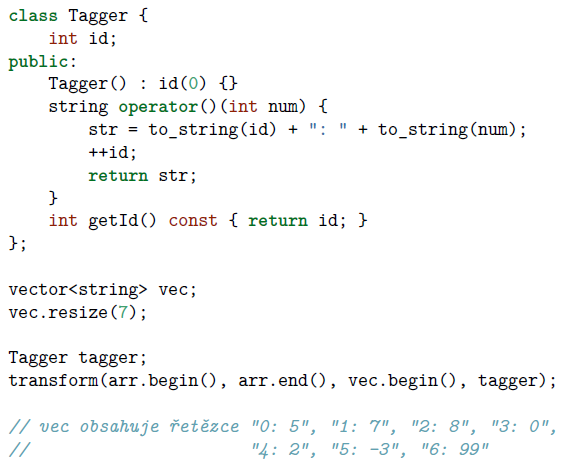 class Tagger {
    int id;
public:
    Tagger() : id(0) {}
    string operator()(int num) {
        str = to_string(id) + ": " + to_string(num);
        ++id;
        return str;
    }
    int getId() const { return id; }
};

vector<string> vec;
vec.resize(7);

Tagger tagger;
transform(arr.begin(), arr.end(), vec.begin(), tagger);

// vec obsahuje řetězce "0: 5", "1: 7", "2: 8", "3: 0",
//                      "4: 2", "5: -3", "6: 99"